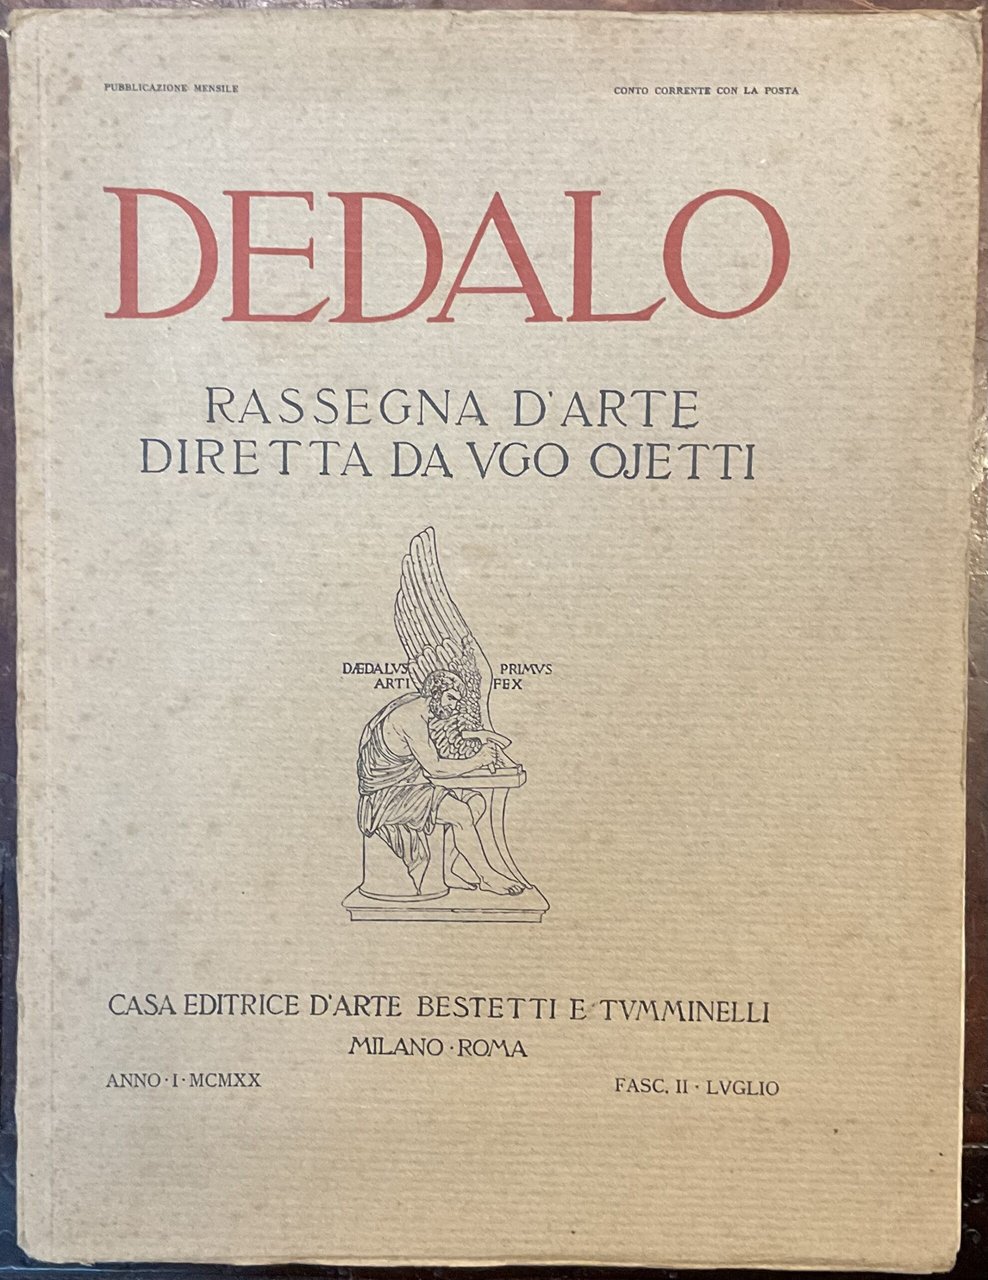 PUBBLICAZIONE MENSILE
CONTO CORRENTE CON LA POSTA
DEDALO
RASSEGNA D'ARTE
DIRETTA DA VGO OJETTI
DÆDALVS PRIMVS
ARTI FEX
CASA EDITRICE D'ARTE BESTETTI E TVMMINELLI
MILANO · ROMA
ANNO · I · MCMXX
FASC. II · LVGLIO